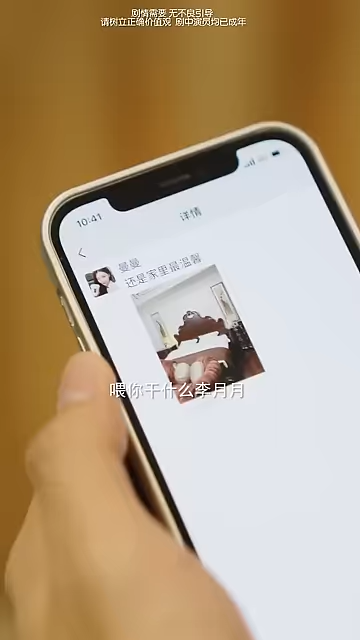 剧情需要 无不良引导
请树立正确价值观 剧中演员均已成年
10:41
详情
曼曼
还是家里最温馨
喂你干什么李月月